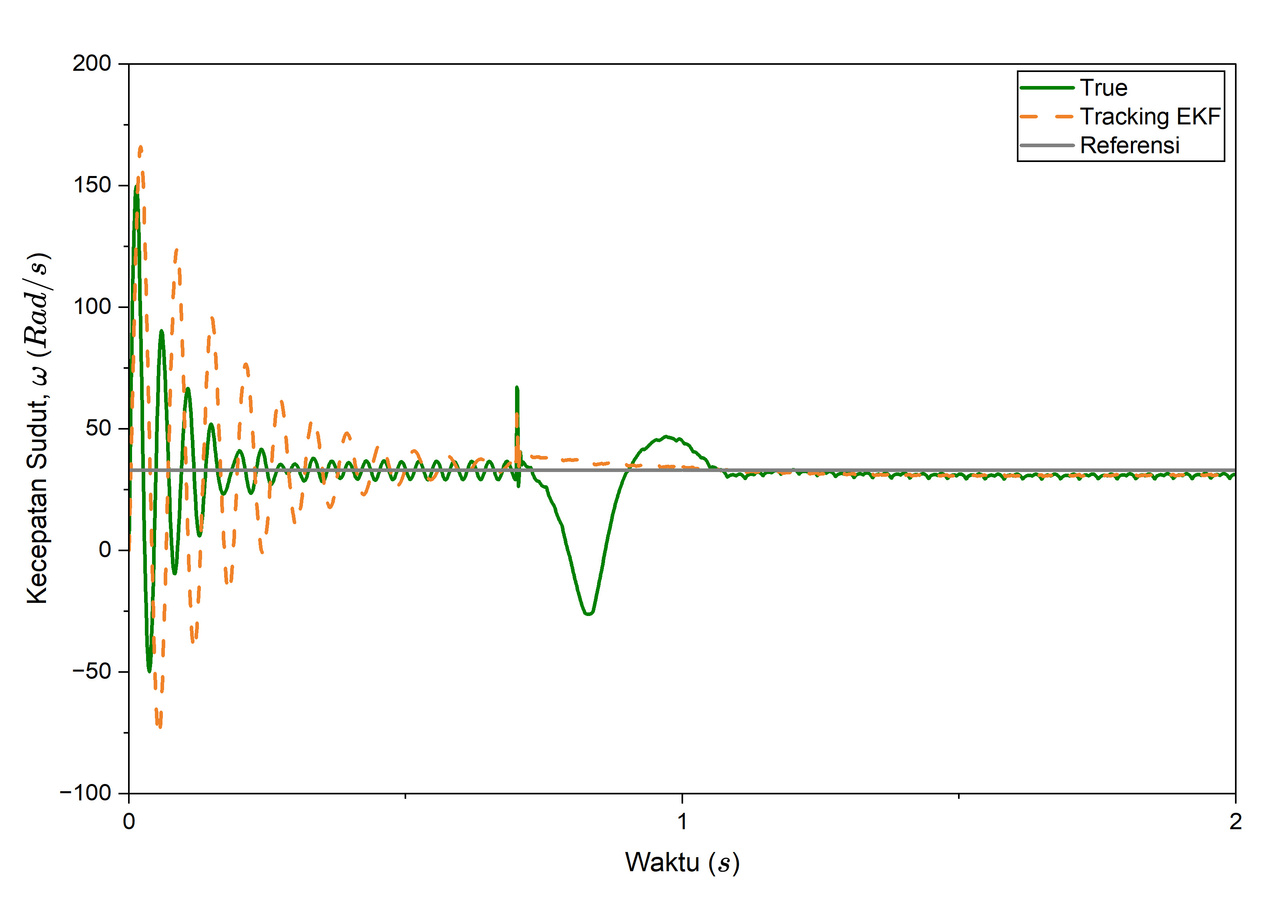 200
150
100
50
0
−50
−100
0
1
2
Kecepatan Sudut, ω (Rad/s)
Waktu (s)
True
Tracking EKF
Referensi